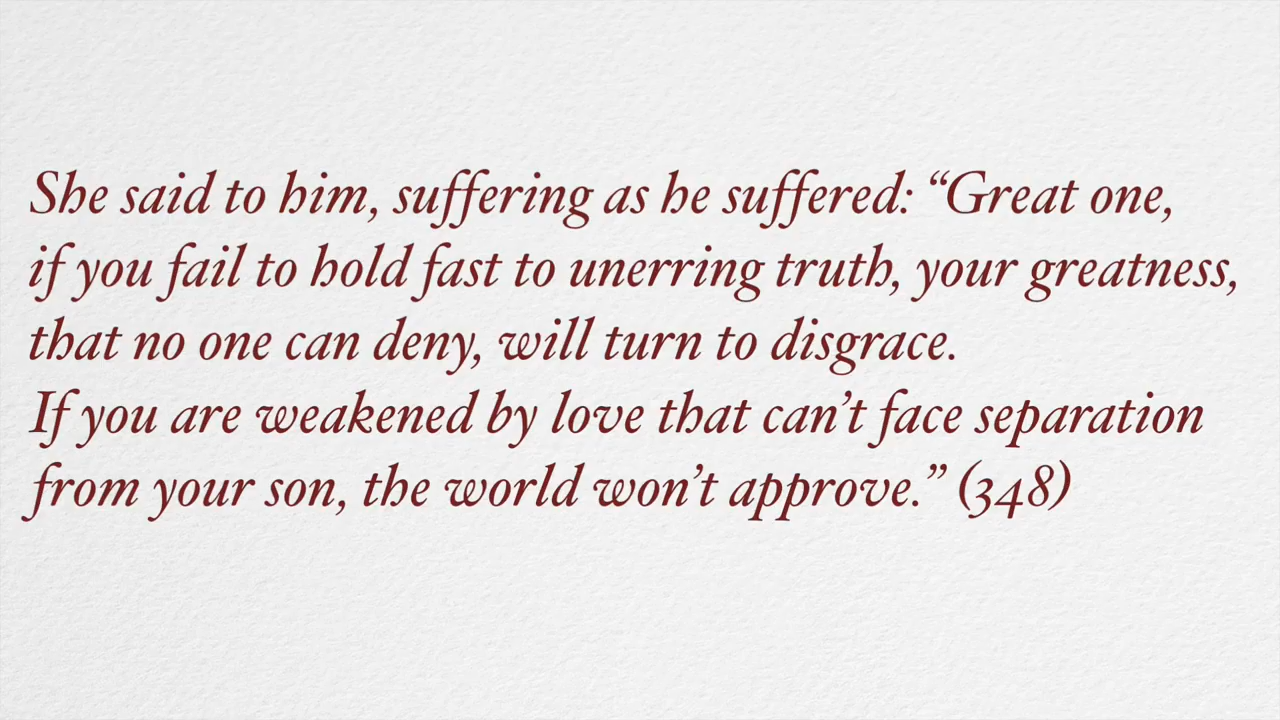 She said to him, suffering as he suffered: “Great one,
if you fail to hold fast to unerring truth, your greatness,
that no one can deny, will turn to disgrace.
If you are weakened by love that can’t face separation
from your son, the world won’t approve.” (348)